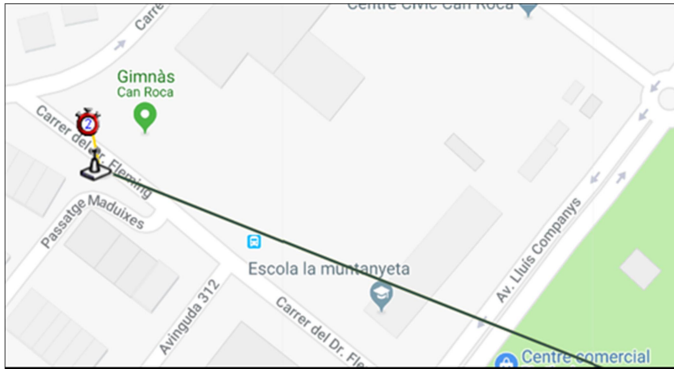 Centre Cívic Can Roca
Carre
Gimnàs
Can Roca
2
Carrer del Dr. Fleming
Passatge Maduixes
Escola la muntanyeta
Av. Lluís Companys
Avinguda 312
Carrer del Dr. Fle
Centre comercial